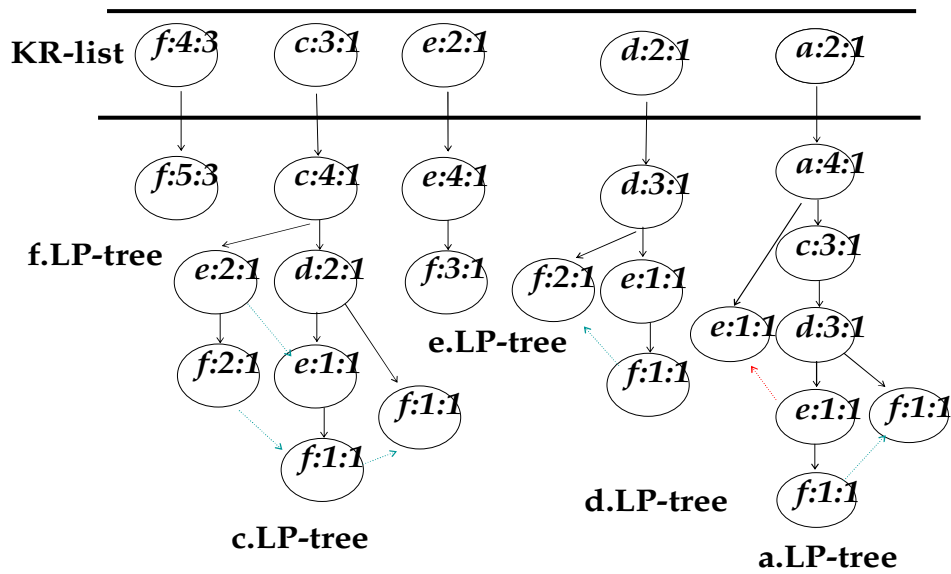 KR-list f:4:3 c:3:1 e:2:1 d:2:1 a:2:1
f:5:3 c:4:1 e:4:1 d:3:1 a:4:1
f.LP-tree e:2:1 d:2:1 f:3:1 f:2:1 e:1:1 c:3:1
f:2:1 e:1:1 e.LP-tree f:1:1 e:1:1 d:3:1
f:1:1 e:1:1 f:1:1
f:1:1 d.LP-tree f:1:1
c.LP-tree a.LP-tree